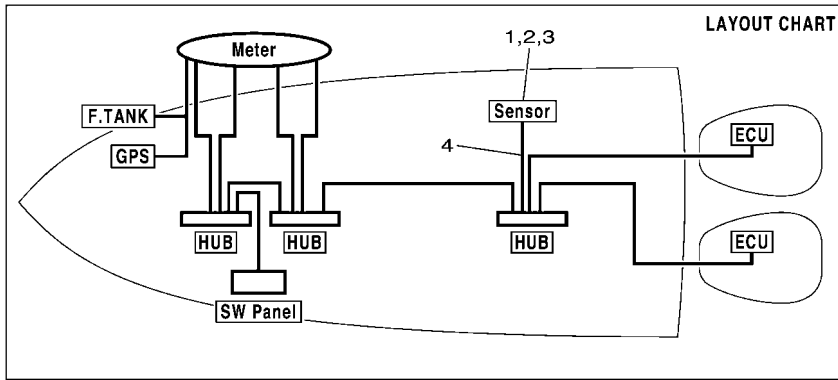 LAYOUT CHART
Meter
1,2,3
F.TANK
Sensor
ECU
4
GPS
HUB
HUB
HUB
ECU
SW Panel